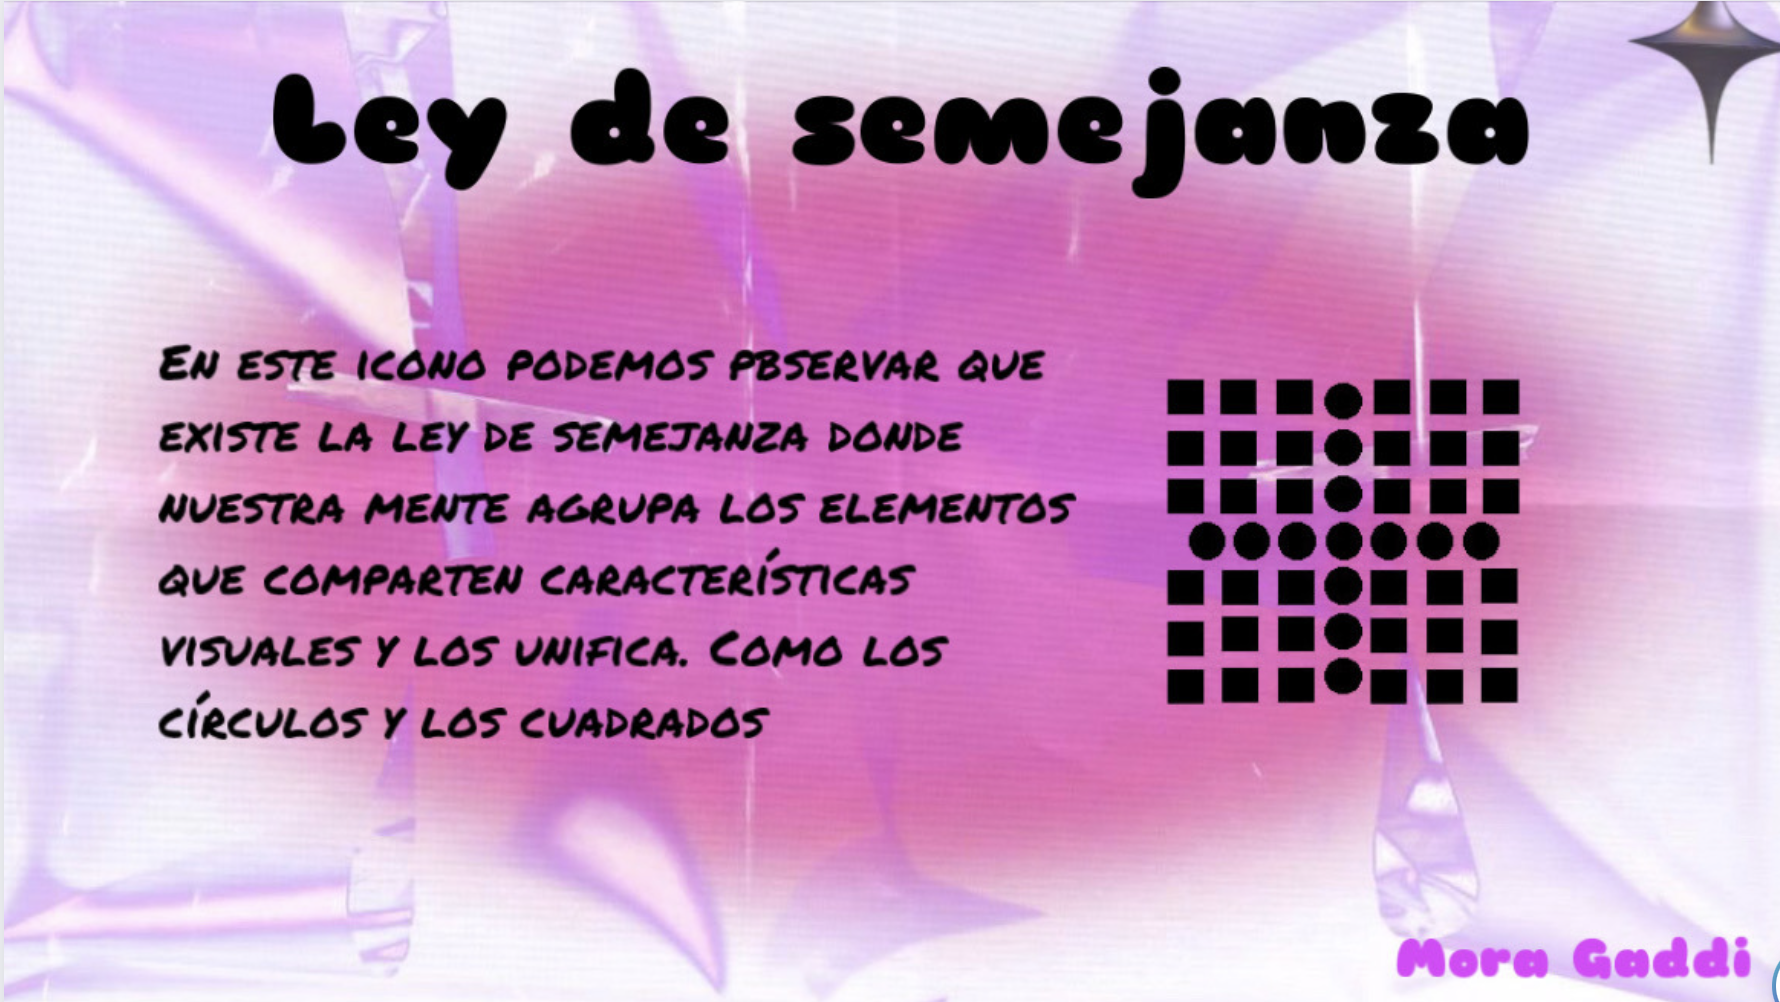 Ley de semejanza
En este icono podemos pbservar que
existe la ley de semejanza donde
nuestra mente agrupa los elementos
que comparten características
visuales y los unifica. Como los
círculos y los cuadrados
Mora Gaddi